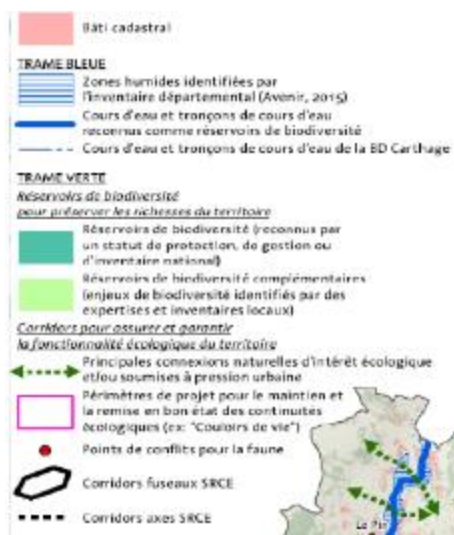 Bâti cadastral
TRAME BLEUE
Zones humides identifiées par
l'inventaire départemental (Avenir, 2015)
Cours d'eau et tronçons de cours d'eau
reconnus comme réservoirs de biodiversité
Cours d'eau et tronçons de cours d'eau de la BD Carthage
TRAME VERTE
Réservoirs de biodiversité
pour préserver les richesses du territoire
Réservoirs de biodiversité (reconnus par
un statut de protection, de gestion ou
d'inventaire national)
Réservoirs de biodiversité complémentaires
(enjeux de biodiversité identifiés par des
expertises et inventaires locaux)
Corridors pour assurer et garantir
la fonctionnalité écologique du territoire
Principales connexions naturelles d'intérêt écologique
et/ou soumises à pression urbaine
Périmètres de projet pour le maintien et
la remise en bon état des continuités
écologiques (ex: "Couloirs de vie")
Points de conflits pour la faune
Corridors fuseaux SRCE
Corridors axes SRCE
Le Pin